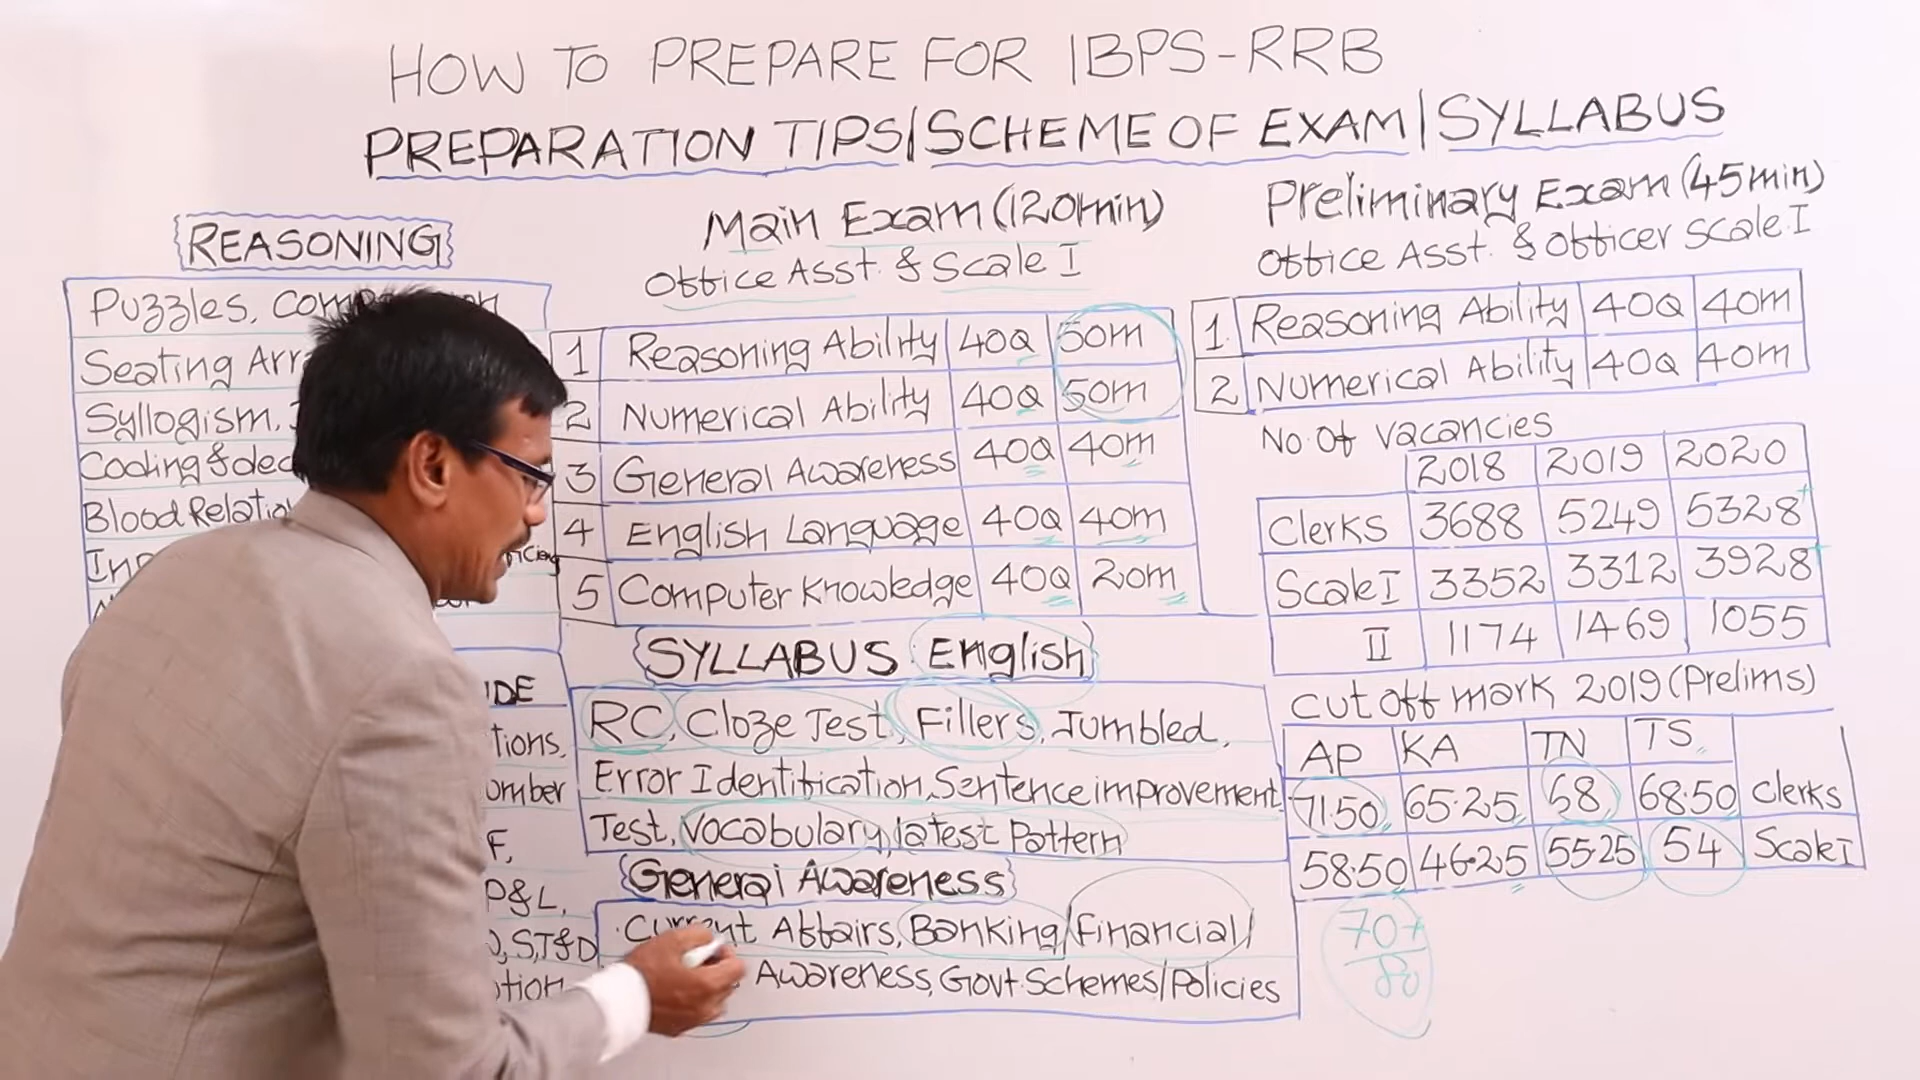 HOW TO PREPARE FOR IBPS-RRB
PREPARATION TIPS|SCHEME OF EXAM|SYLLABUS
REASONING
Puzzles,
Seating
Syllogism,
Coding &
Blood
IDE
tions,
umber
F,
P&L,
ST&D
Main Exam (120min)
Office Asst. & Scale I
1 Reasoning Ability 40Q 50m
2 Numerical Ability 40Q 50m
3 General Awareness 40Q 40m
4 English Language 40Q 40m
5 Computer Knowledge 40Q 20m
SYLLABUS English
RC, Cloze Test, Fillers, Jumbled,
Error Identification, Sentence improvement
Test, Vocabulary, latest Pattern
General Awareness
Affairs, Banking/Financial/
Awareness, Govt. Schemes/Policies
Preliminary Exam (45min)
Office Asst. & Officer Scale I
1. Reasoning Ability 40Q 40m
2 Numerical Ability 40Q 40m
No. Of Vacancies
2018 2019 2020
Clerks 3688 5249 5328+
Scale I 3352 3312 3928+
II 1174 1469 1055
Cut off mark 2019 (Prelims)
AP KA TN TS
71.50 65.25 68 68.50 Clerks
58.50 46.25 55.25 54 Scale I
70+
80